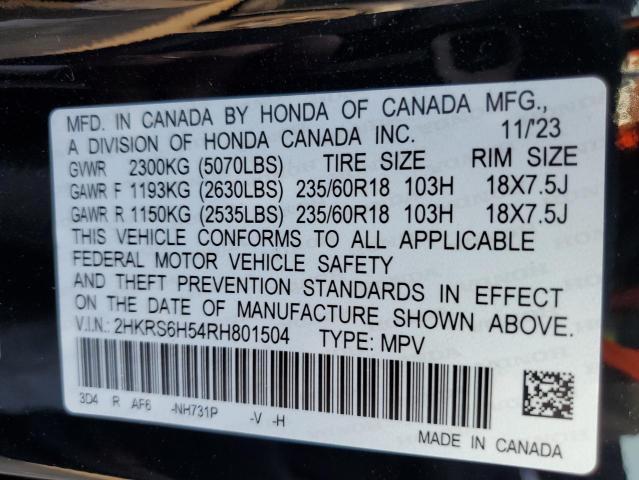 MFD. IN CANADA BY HONDA OF CANADA MFG.,
A DIVISION OF HONDA CANADA INC. 11/23
GVWR 2300KG (5070LBS) TIRE SIZE RIM SIZE
GAWR F 1193KG (2630LBS) 235/60R18 103H 18X7.5J
GAWR R 1150KG (2535LBS) 235/60R18 103H 18X7.5J
THIS VEHICLE CONFORMS TO ALL APPLICABLE
FEDERAL MOTOR VEHICLE SAFETY
AND THEFT PREVENTION STANDARDS IN EFFECT
ON THE DATE OF MANUFACTURE SHOWN ABOVE.
V.I.N.: 2HKRS6H54RH801504 TYPE: MPV
3D4 R AF6 -NH731P -V -H
MADE IN CANADA